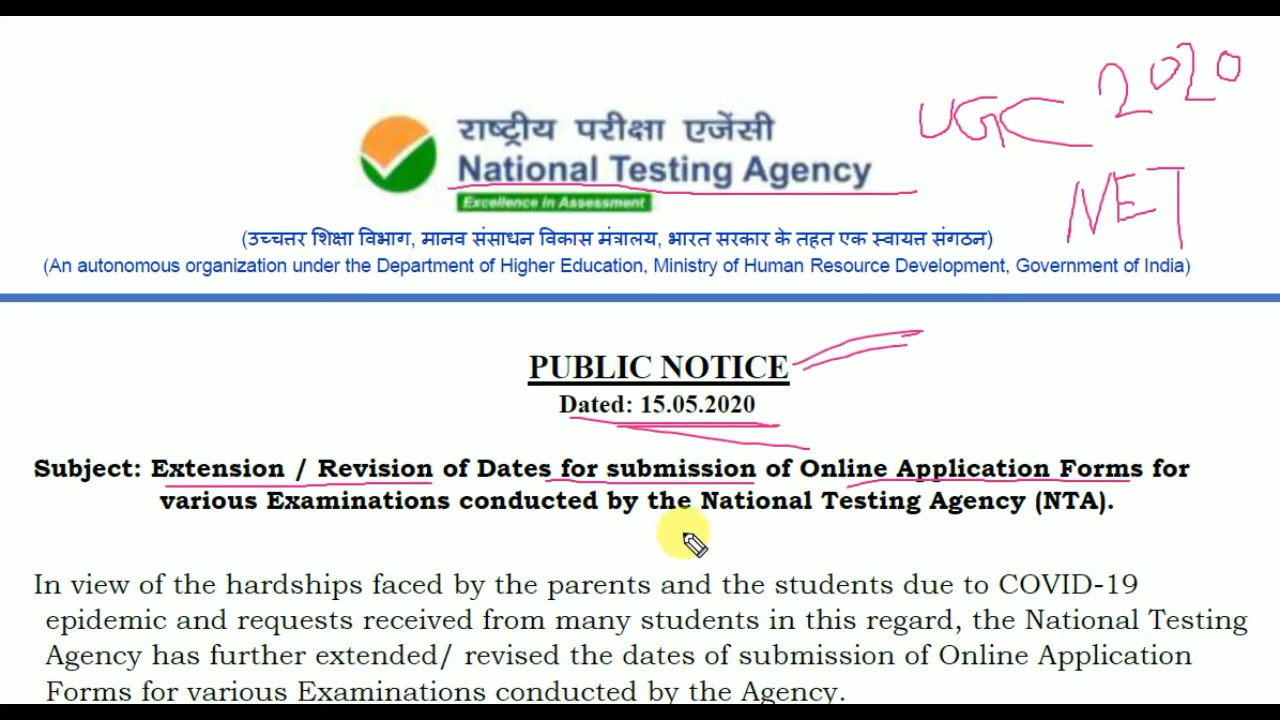 राष्ट्रीय परीक्षा एजेंसी
National Testing Agency
Excellence in Assessment
UGC 2020
NET
(उच्चत्तर शिक्षा विभाग, मानव संसाधन विकास मंत्रालय, भारत सरकार के तहत एक स्वायत्त संगठन)
(An autonomous organization under the Department of Higher Education, Ministry of Human Resource Development, Government of India)
PUBLIC NOTICE
Dated: 15.05.2020
Subject: Extension / Revision of Dates for submission of Online Application Forms for
various Examinations conducted by the National Testing Agency (NTA).
In view of the hardships faced by the parents and the students due to COVID-19
epidemic and requests received from many students in this regard, the National Testing
Agency has further extended/ revised the dates of submission of Online Application
Forms for various Examinations conducted by the Agency.